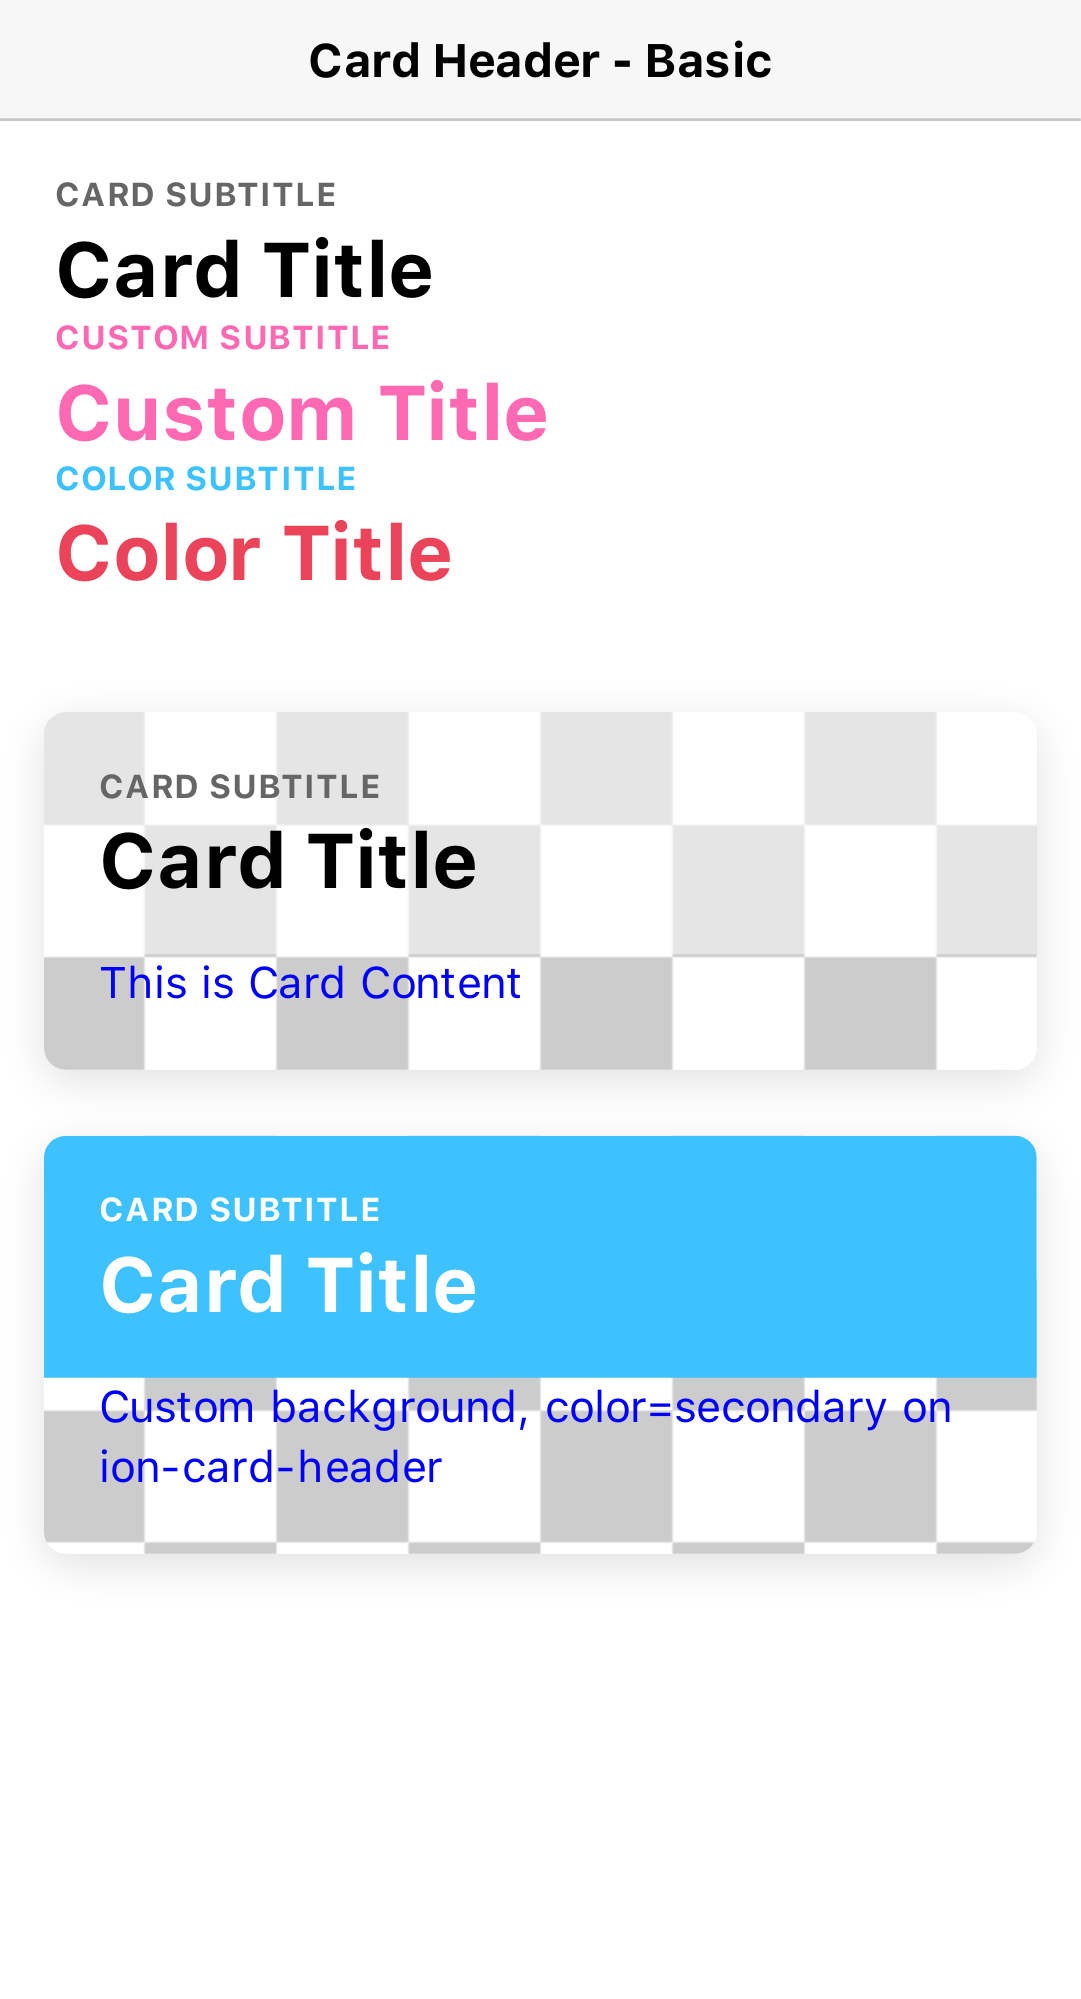 Card Header - Basic
CARD SUBTITLE
Card Title
CUSTOM SUBTITLE
Custom Title
COLOR SUBTITLE
Color Title
CARD SUBTITLE
Card Title
This is Card Content
CARD SUBTITLE
Card Title
Custom background, color=secondary on
ion-card-header